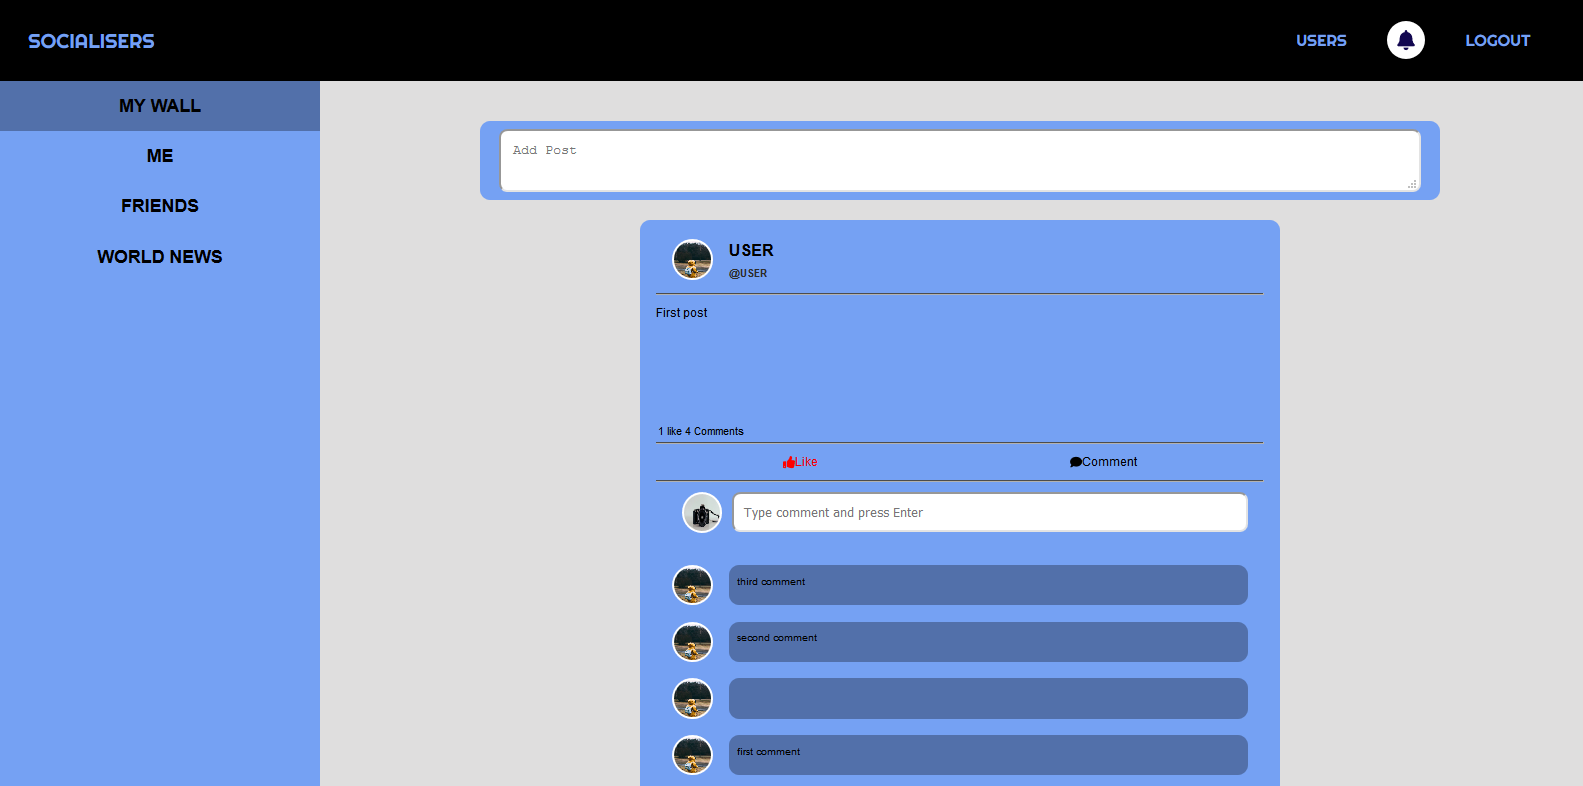 SOCIALISERS
USERS
LOGOUT
MY WALL
ME
FRIENDS
WORLD NEWS
Add Post
USER
@USER
First post
1 like 4 Comments
Like
Comment
Type comment and press Enter
third comment
second comment
first comment